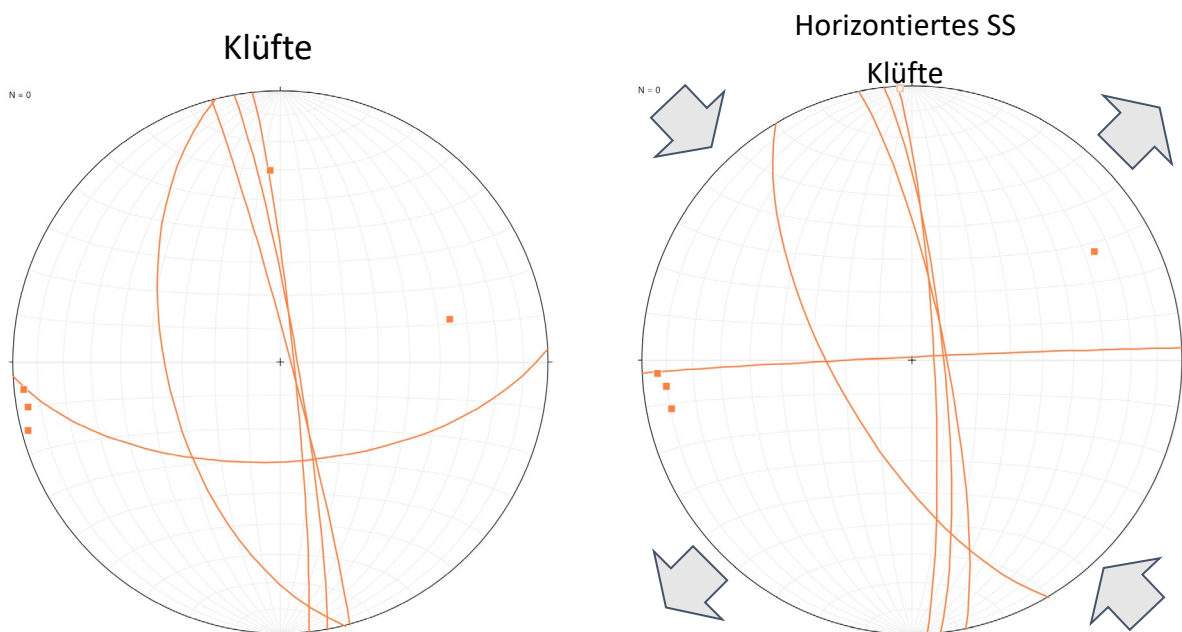 Klüfte
N = 0
Horizontiertes SS
Klüfte
N = 0